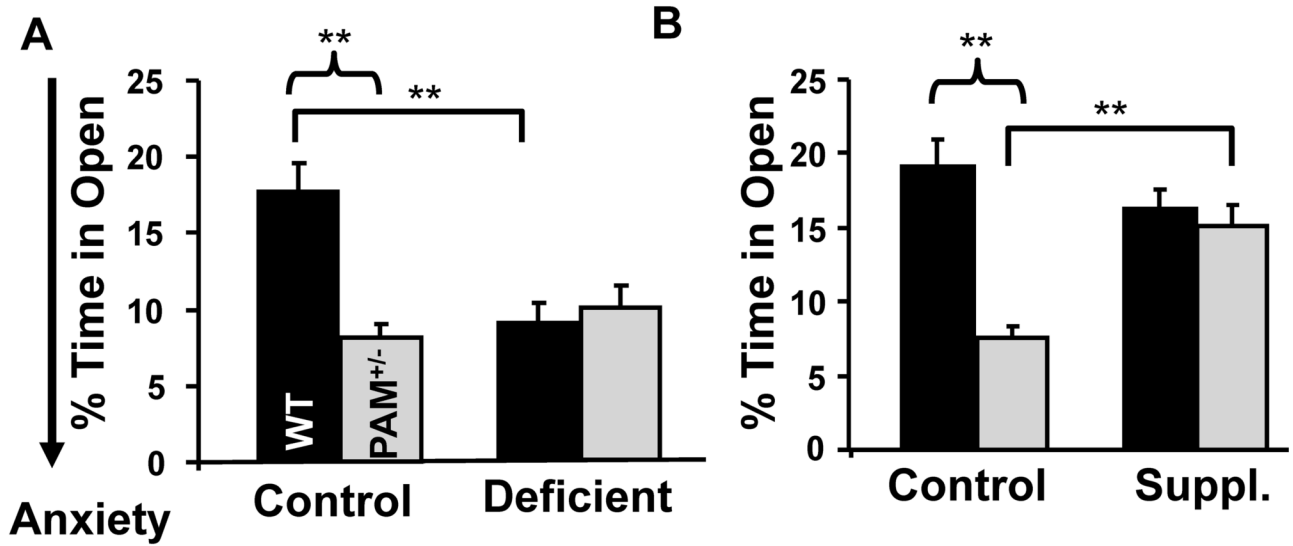 A
B
**
**
**
**
% Time in Open
25
20
15
10
5
0
WT
PAM+/-
Control
Deficient
Anxiety
% Time in Open
25
20
15
10
5
0
Control
Suppl.